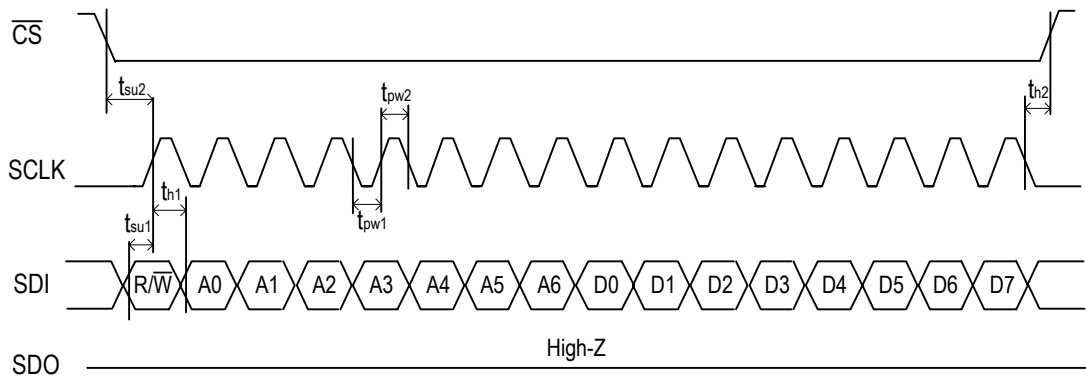 CS
tsu2
tpw2
th2
SCLK
th1
tpw1
tsu1
SDI
R/W A0 A1 A2 A3 A4 A5 A6 D0 D1 D2 D3 D4 D5 D6 D7
High-Z
SDO